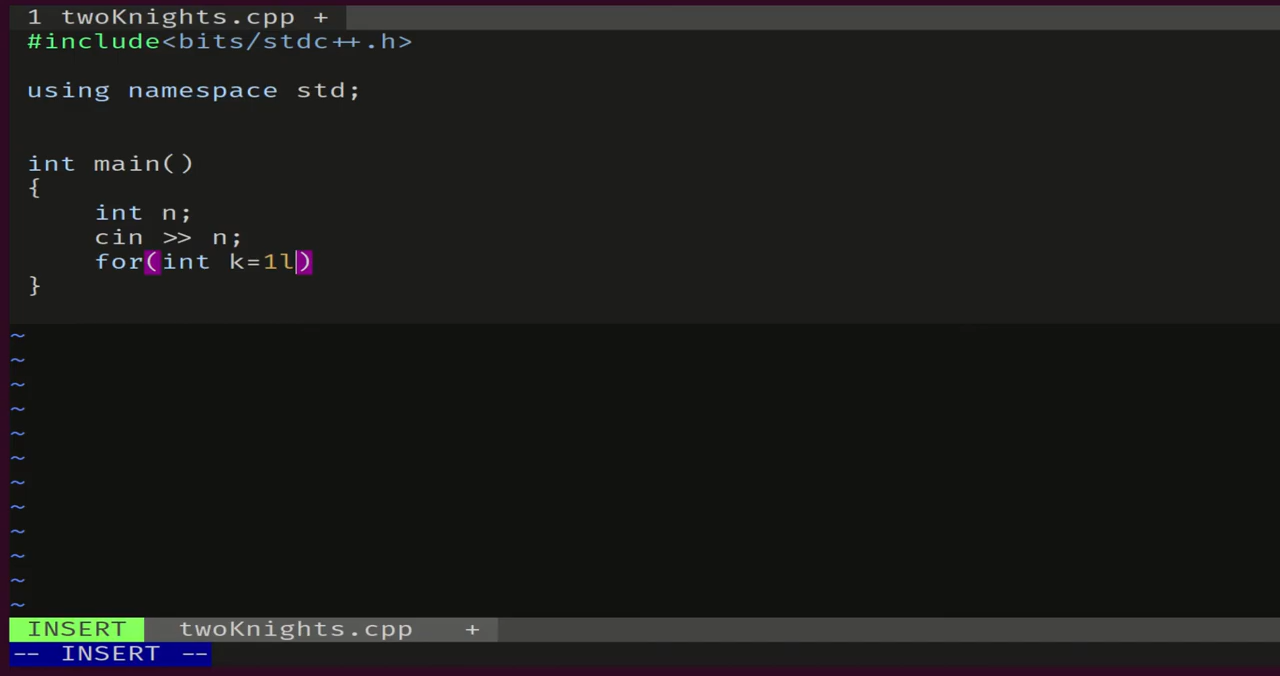 1 twoKnights.cpp +
#include<bits/stdc++.h>
using namespace std;
int main()
{
int n;
cin >> n;
for(int k=1l)
}
~
~
~
~
~
~
~
~
~
~
~
~
INSERT twoKnights.cpp +
-- INSERT --